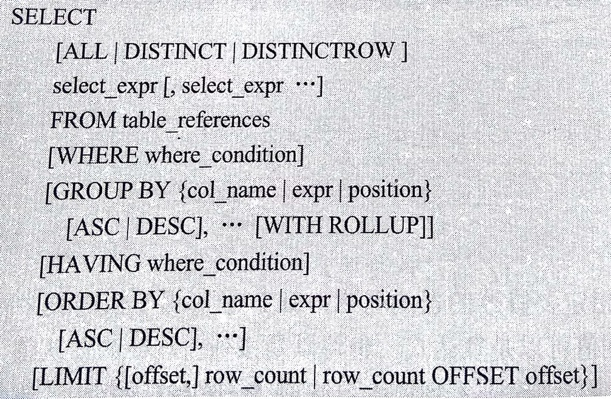 SELECT
[ALL | DISTINCT | DISTINCTROW ]
select_expr [, select_expr ···]
FROM table_references
[WHERE where_condition]
[GROUP BY {col_name | expr | position}
[ASC | DESC], ··· [WITH ROLLUP]]
[HAVING where_condition]
[ORDER BY {col_name | expr | position}
[ASC | DESC], ···]
[LIMIT {[offset,] row_count | row_count OFFSET offset}]